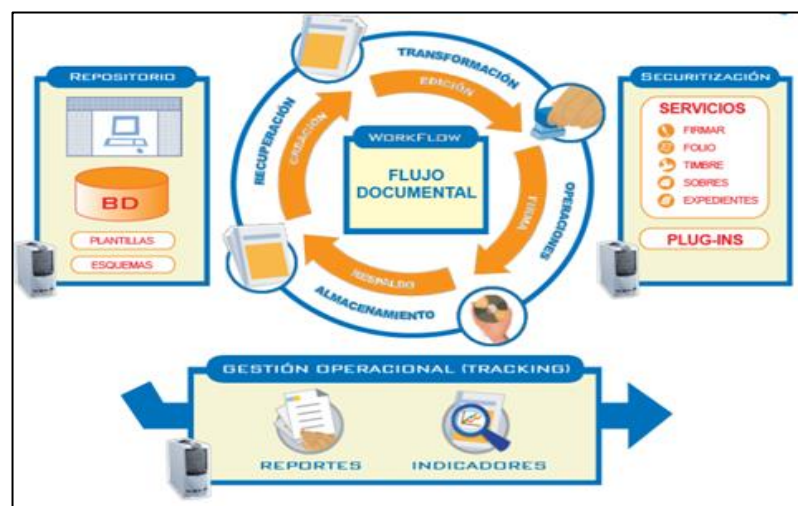 REPOSITORIO
BD
PLANTILLAS
ESQUEMAS
TRANSFORMACIÓN
EDICIÓN
RECUPERACIÓN
CREACIÓN
WORKFLOW
FLUJO
DOCUMENTAL
OPERACIONES
FIRMA
RESPALDO
ALMACENAMIENTO
SECURITIZACIÓN
SERVICIOS
FIRMAR
FOLIO
TIMBRE
SOBRES
EXPEDIENTES
PLUG-INS
GESTIÓN OPERACIONAL (TRACKING)
REPORTES
INDICADORES